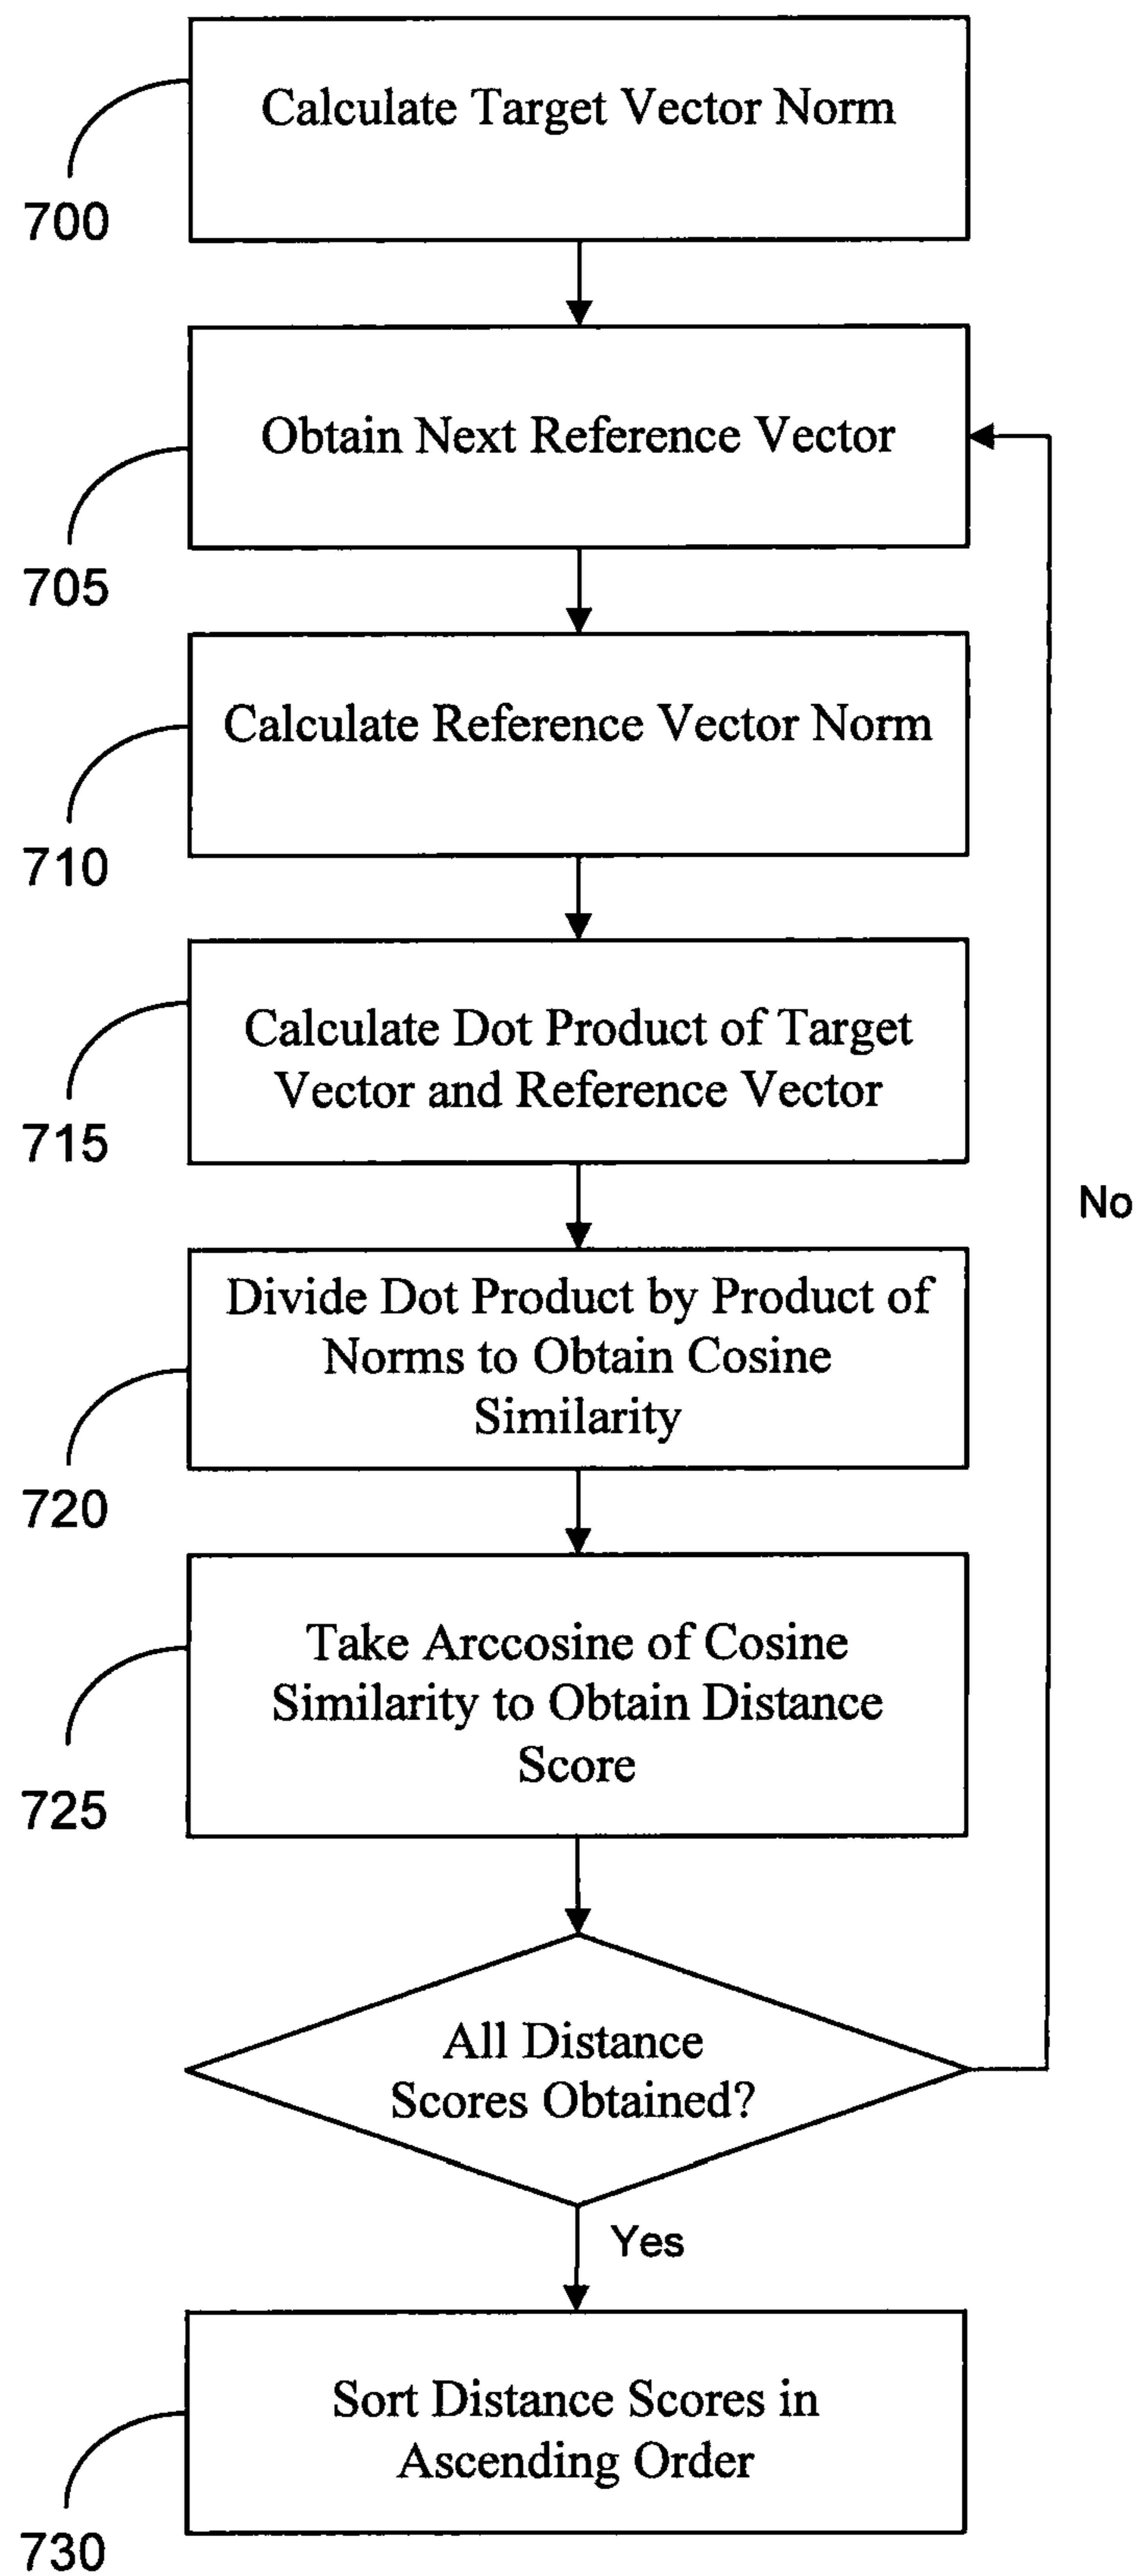 Calculate Target Vector Norm
700
Obtain Next Reference Vector
705
Calculate Reference Vector Norm
710
Calculate Dot Product of Target
Vector and Reference Vector
715
No
Divide Dot Product by Product of
Norms to Obtain Cosine
Similarity
720
Take Arccosine of Cosine
Similarity to Obtain Distance
Score
725
All Distance
Scores Obtained?
Yes
Sort Distance Scores in
Ascending Order
730